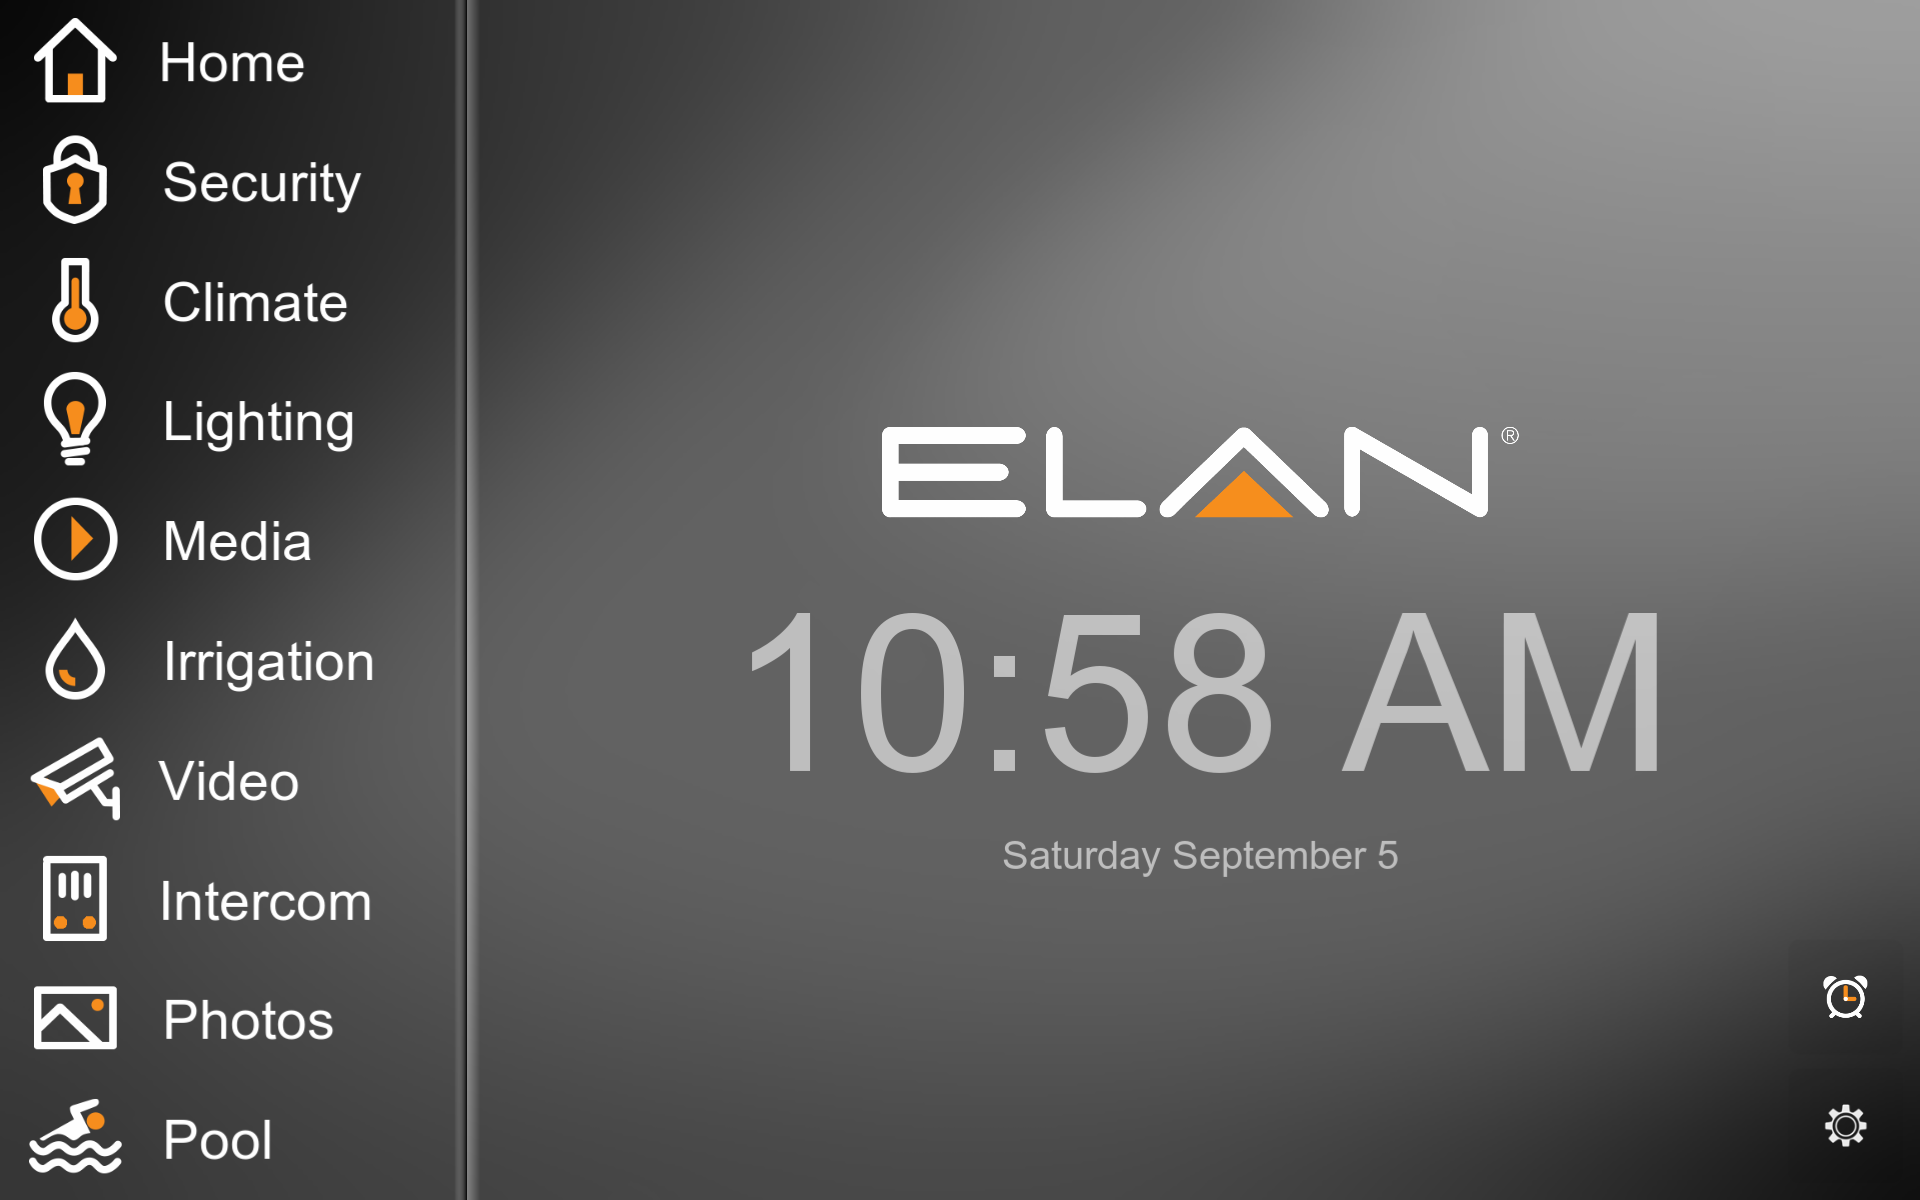 Home
Security
Climate
Lighting
Media
Irrigation
Video
Intercom
Photos
Pool
ELAN®
10:58 AM
Saturday September 5